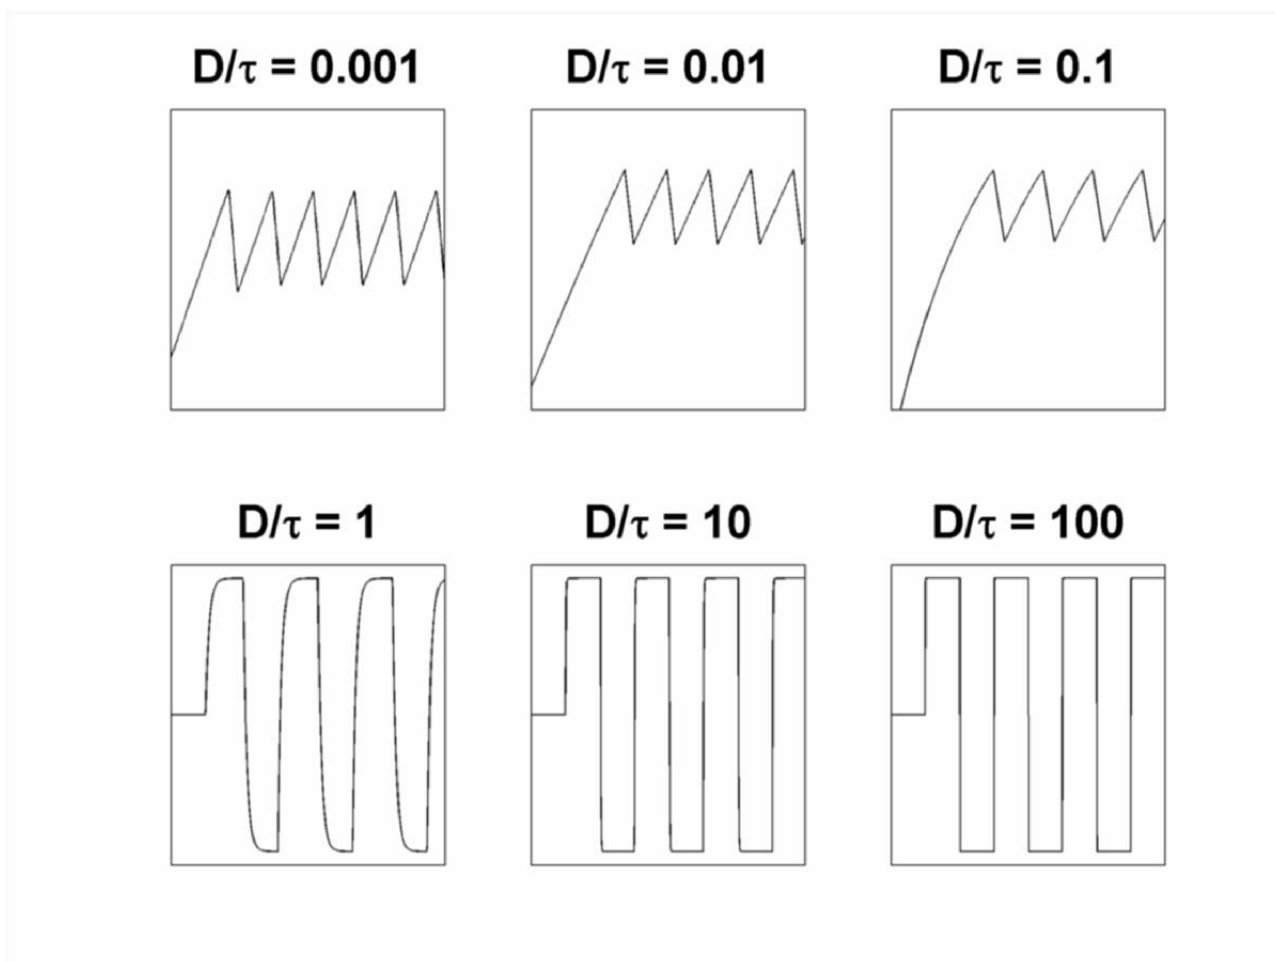 D/τ = 0.001
D/τ = 0.01
D/τ = 0.1
D/τ = 1
D/τ = 10
D/τ = 100